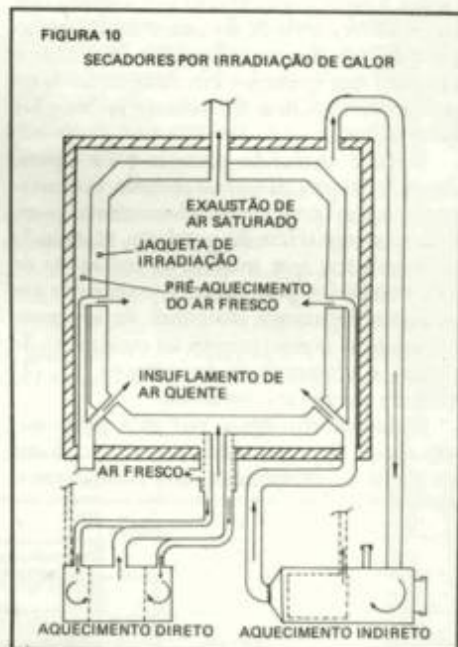 FIGURA 10
SECADORES POR IRRADIAÇÃO DE CALOR
EXAUSTÃO DE
AR SATURADO
JAQUETA DE
IRRADIAÇÃO
PRÉ-AQUECIMENTO
DO AR FRESCO
INSUFLAMENTO DE
AR QUENTE
AR FRESCO
AQUECIMENTO DIRETO
AQUECIMENTO INDIRETO